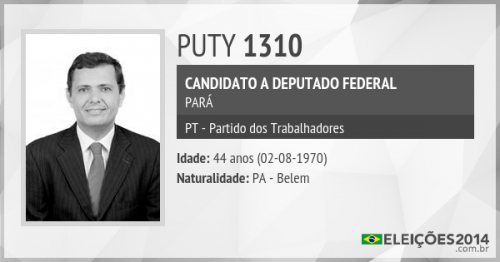 PUTY 1310
CANDIDATO A DEPUTADO FEDERAL
PARÁ
PT - Partido dos Trabalhadores
Idade: 44 anos (02-08-1970)
Naturalidade: PA - Belem
ELEIÇÕES2014
.com.br